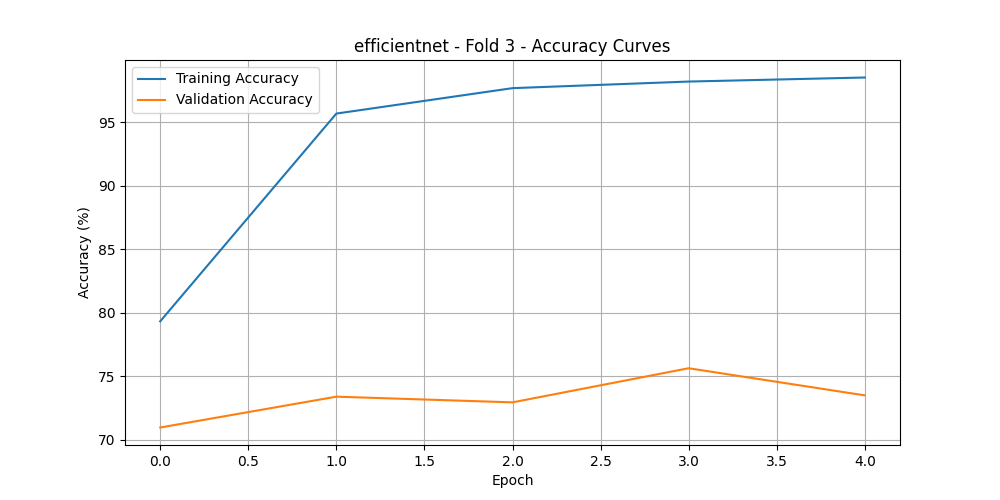 efficientnet - Fold 3 - Accuracy Curves
Training Accuracy
Validation Accuracy
95
90
85
80
75
70
Accuracy (%)
0.0 0.5 1.0 1.5 2.0 2.5 3.0 3.5 4.0
Epoch